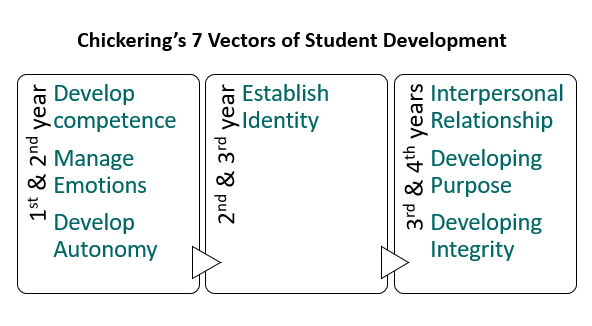 Chickering's 7 Vectors of Student Development
1st & 2nd year
Develop
competence
Manage
Emotions
Develop
Autonomy
2nd & 3rd year
Establish
Identity
3rd & 4th years
Interpersonal
Relationship
Developing
Purpose
Developing
Integrity